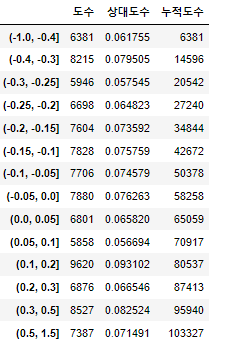 도수 상대도수 누적도수
(-1.0, -0.4] 6381 0.061755 6381
(-0.4, -0.3] 8215 0.079505 14596
(-0.3, -0.25] 5946 0.057545 20542
(-0.25, -0.2] 6698 0.064823 27240
(-0.2, -0.15] 7604 0.073592 34844
(-0.15, -0.1] 7828 0.075759 42672
(-0.1, -0.05] 7706 0.074579 50378
(-0.05, 0.0] 7880 0.076263 58258
(0.0, 0.05] 6801 0.065820 65059
(0.05, 0.1] 5858 0.056694 70917
(0.1, 0.2] 9620 0.093102 80537
(0.2, 0.3] 6876 0.066546 87413
(0.3, 0.5] 8527 0.082524 95940
(0.5, 1.5] 7387 0.071491 103327